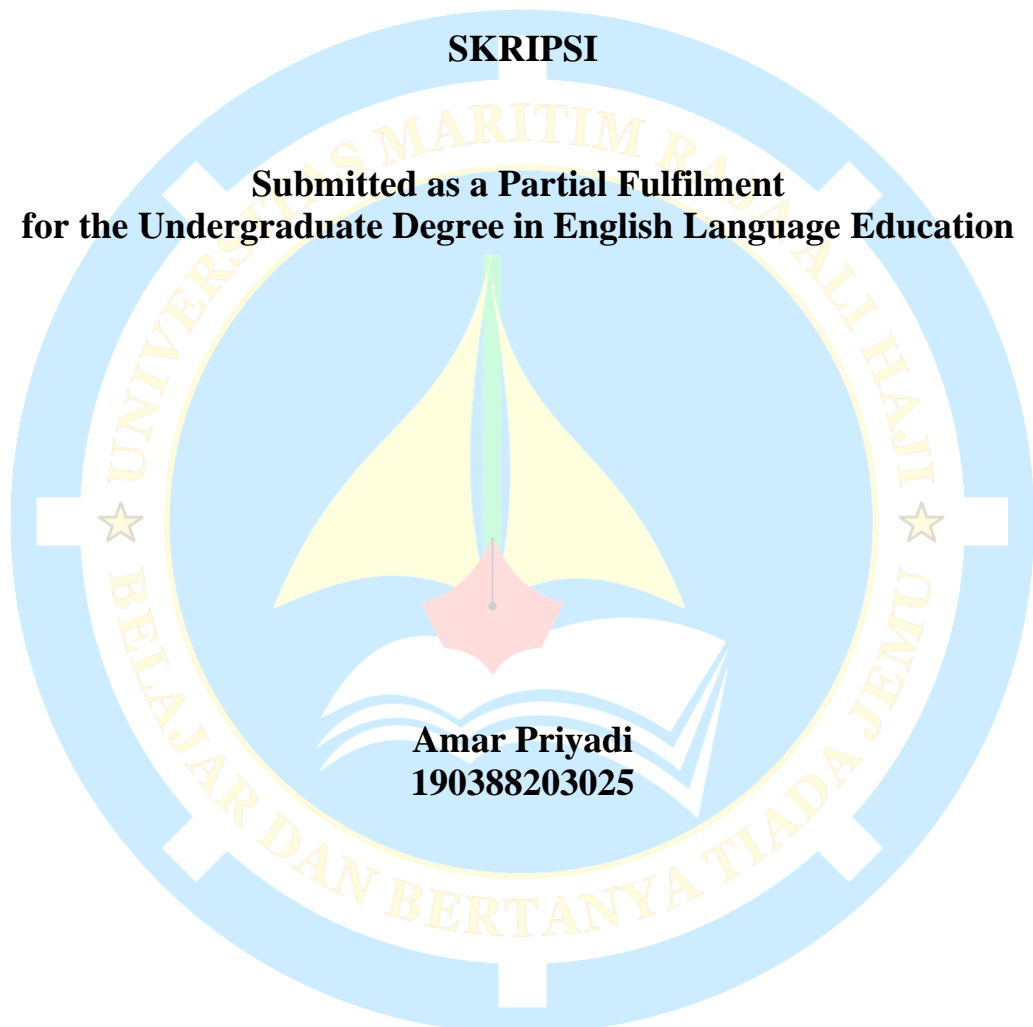 SKRIPSI
Submitted as a Partial Fulfilment
for the Undergraduate Degree in English Language Education
UNIVERSITAS MARITIM RAJA ALI HAJI
Amar Priyadi
190388203025
BELAJAR DAN BERTANYA TIADA JEMU